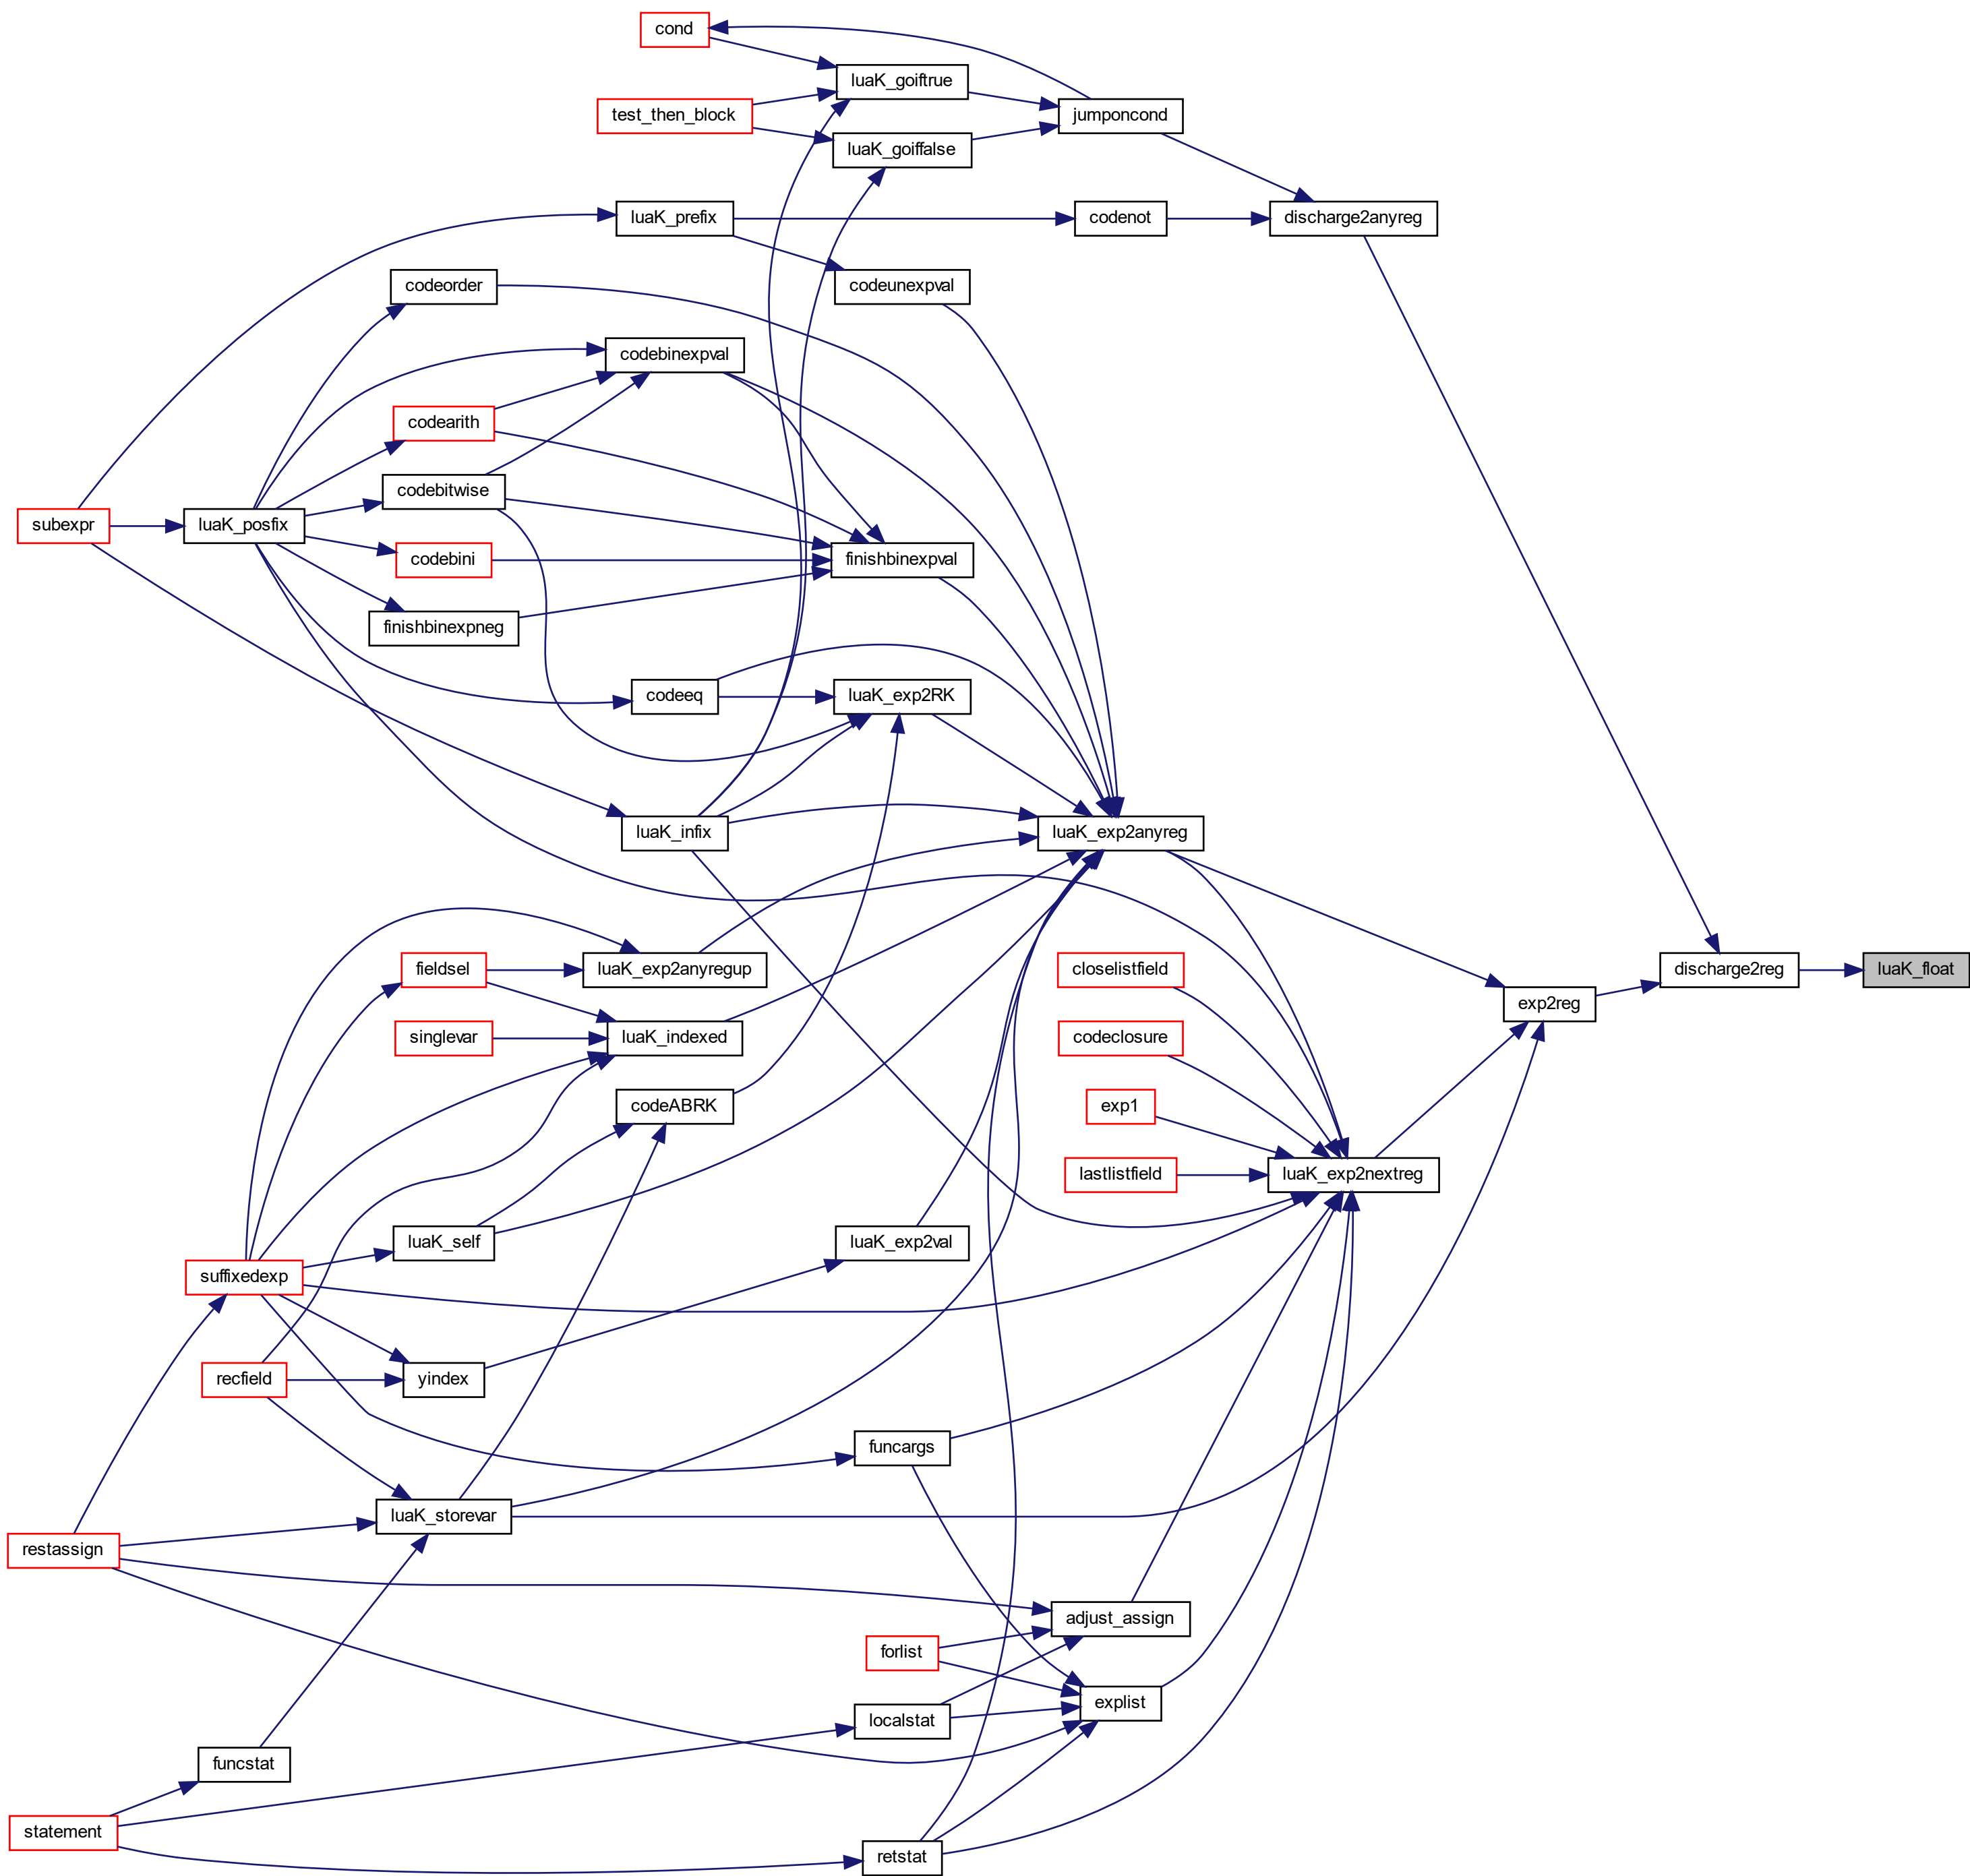 cond
luaK_goiftrue
test_then_block
jumponcond
luaK_goiffalse
luaK_prefix
codenot
discharge2anyreg
codeorder
codeunexpval
codebinexpval
codearith
codebitwise
subexpr
luaK_posfix
codebini
finishbinexpval
finishbinexpneg
codeeq
luaK_exp2RK
luaK_infix
luaK_exp2anyreg
fieldsel
luaK_exp2anyregup
closelistfield
discharge2reg
luaK_float
exp2reg
singlevar
luaK_indexed
codeclosure
codeABRK
exp1
lastlistfield
luaK_exp2nextreg
luaK_self
luaK_exp2val
suffixedexp
recfield
yindex
funcargs
luaK_storevar
restassign
adjust_assign
forlist
explist
localstat
funcstat
statement
retstat